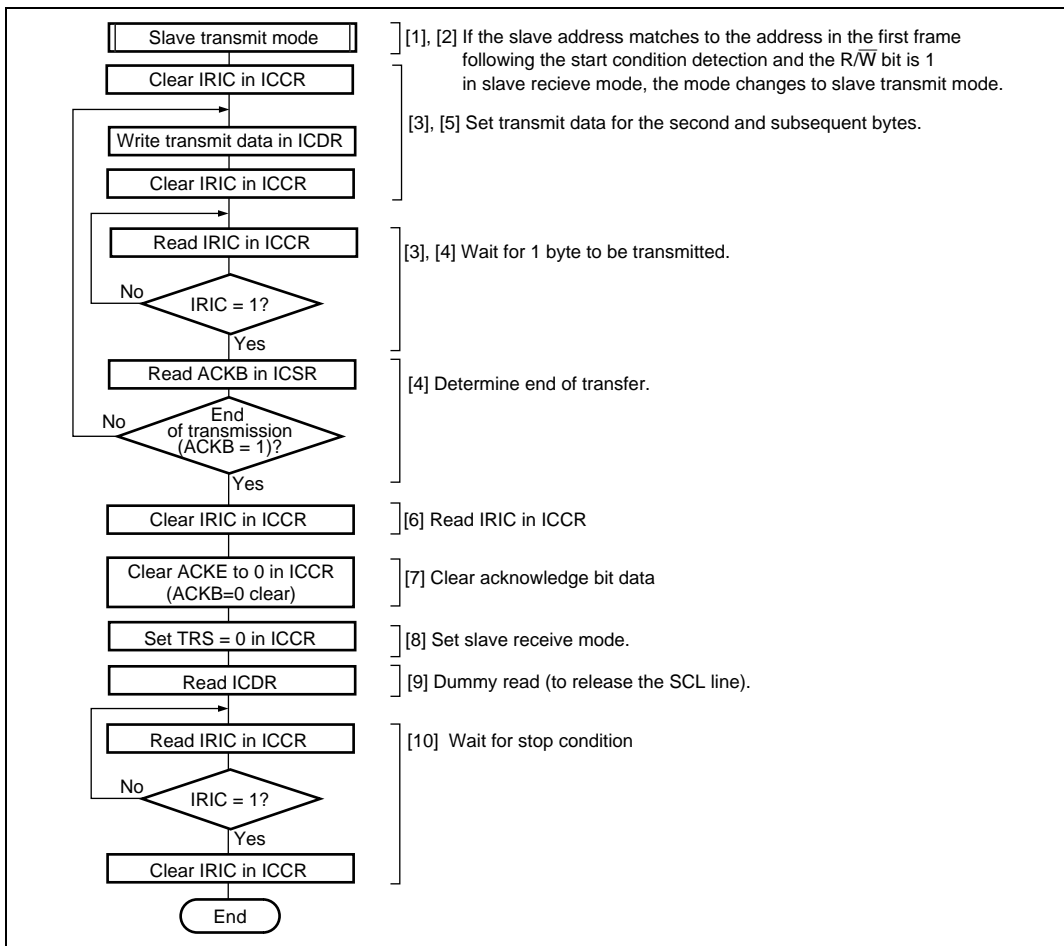 Slave transmit mode
[1], [2] If the slave address matches to the address in the first frame
following the start condition detection and the R/W̅ bit is 1
in slave recieve mode, the mode changes to slave transmit mode.
Clear IRIC in ICCR
[3], [5] Set transmit data for the second and subsequent bytes.
Write transmit data in ICDR
Clear IRIC in ICCR
Read IRIC in ICCR
[3], [4] Wait for 1 byte to be transmitted.
No
IRIC = 1?
Yes
Read ACKB in ICSR
[4] Determine end of transfer.
No
End
of transmission
(ACKB = 1)?
Yes
Clear IRIC in ICCR
[6] Read IRIC in ICCR
Clear ACKE to 0 in ICCR
(ACKB=0 clear)
[7] Clear acknowledge bit data
Set TRS = 0 in ICCR
[8] Set slave receive mode.
Read ICDR
[9] Dummy read (to release the SCL line).
Read IRIC in ICCR
[10] Wait for stop condition
No
IRIC = 1?
Yes
Clear IRIC in ICCR
End